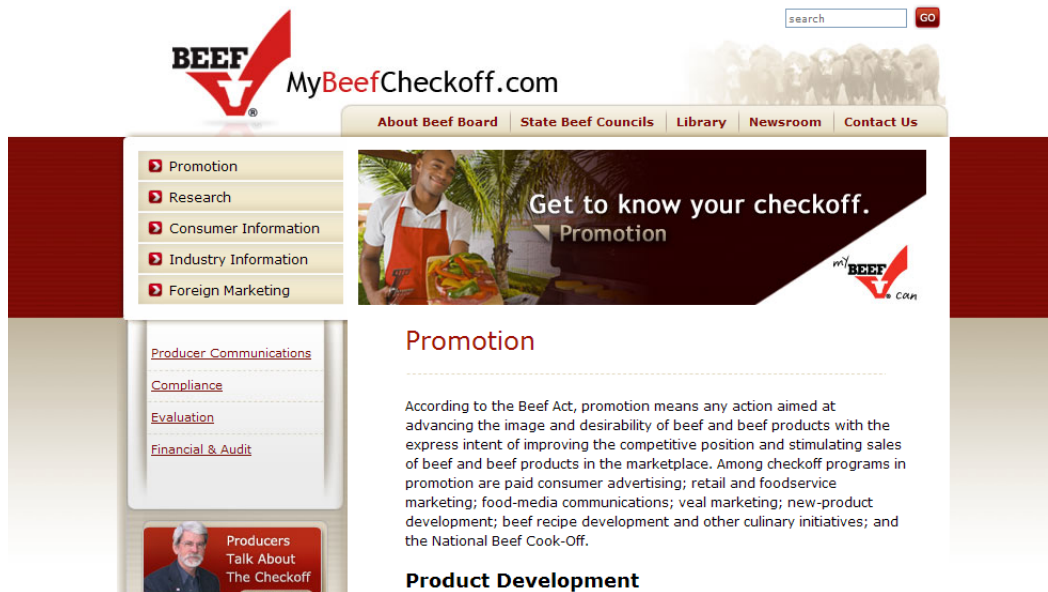 search
GO
BEEF
®
MyBeefCheckoff.com
About Beef Board
State Beef Councils
Library
Newsroom
Contact Us
Promotion
Research
Consumer Information
Industry Information
Foreign Marketing
Get to know your checkoff.
Promotion
my
BEEF
can
Producer Communications
Compliance
Evaluation
Financial & Audit
Producers
Talk About
The Checkoff
Promotion
According to the Beef Act, promotion means any action aimed at
advancing the image and desirability of beef and beef products with the
express intent of improving the competitive position and stimulating sales
of beef and beef products in the marketplace. Among checkoff programs in
promotion are paid consumer advertising; retail and foodservice
marketing; food-media communications; veal marketing; new-product
development; beef recipe development and other culinary initiatives; and
the National Beef Cook-Off.
Product Development